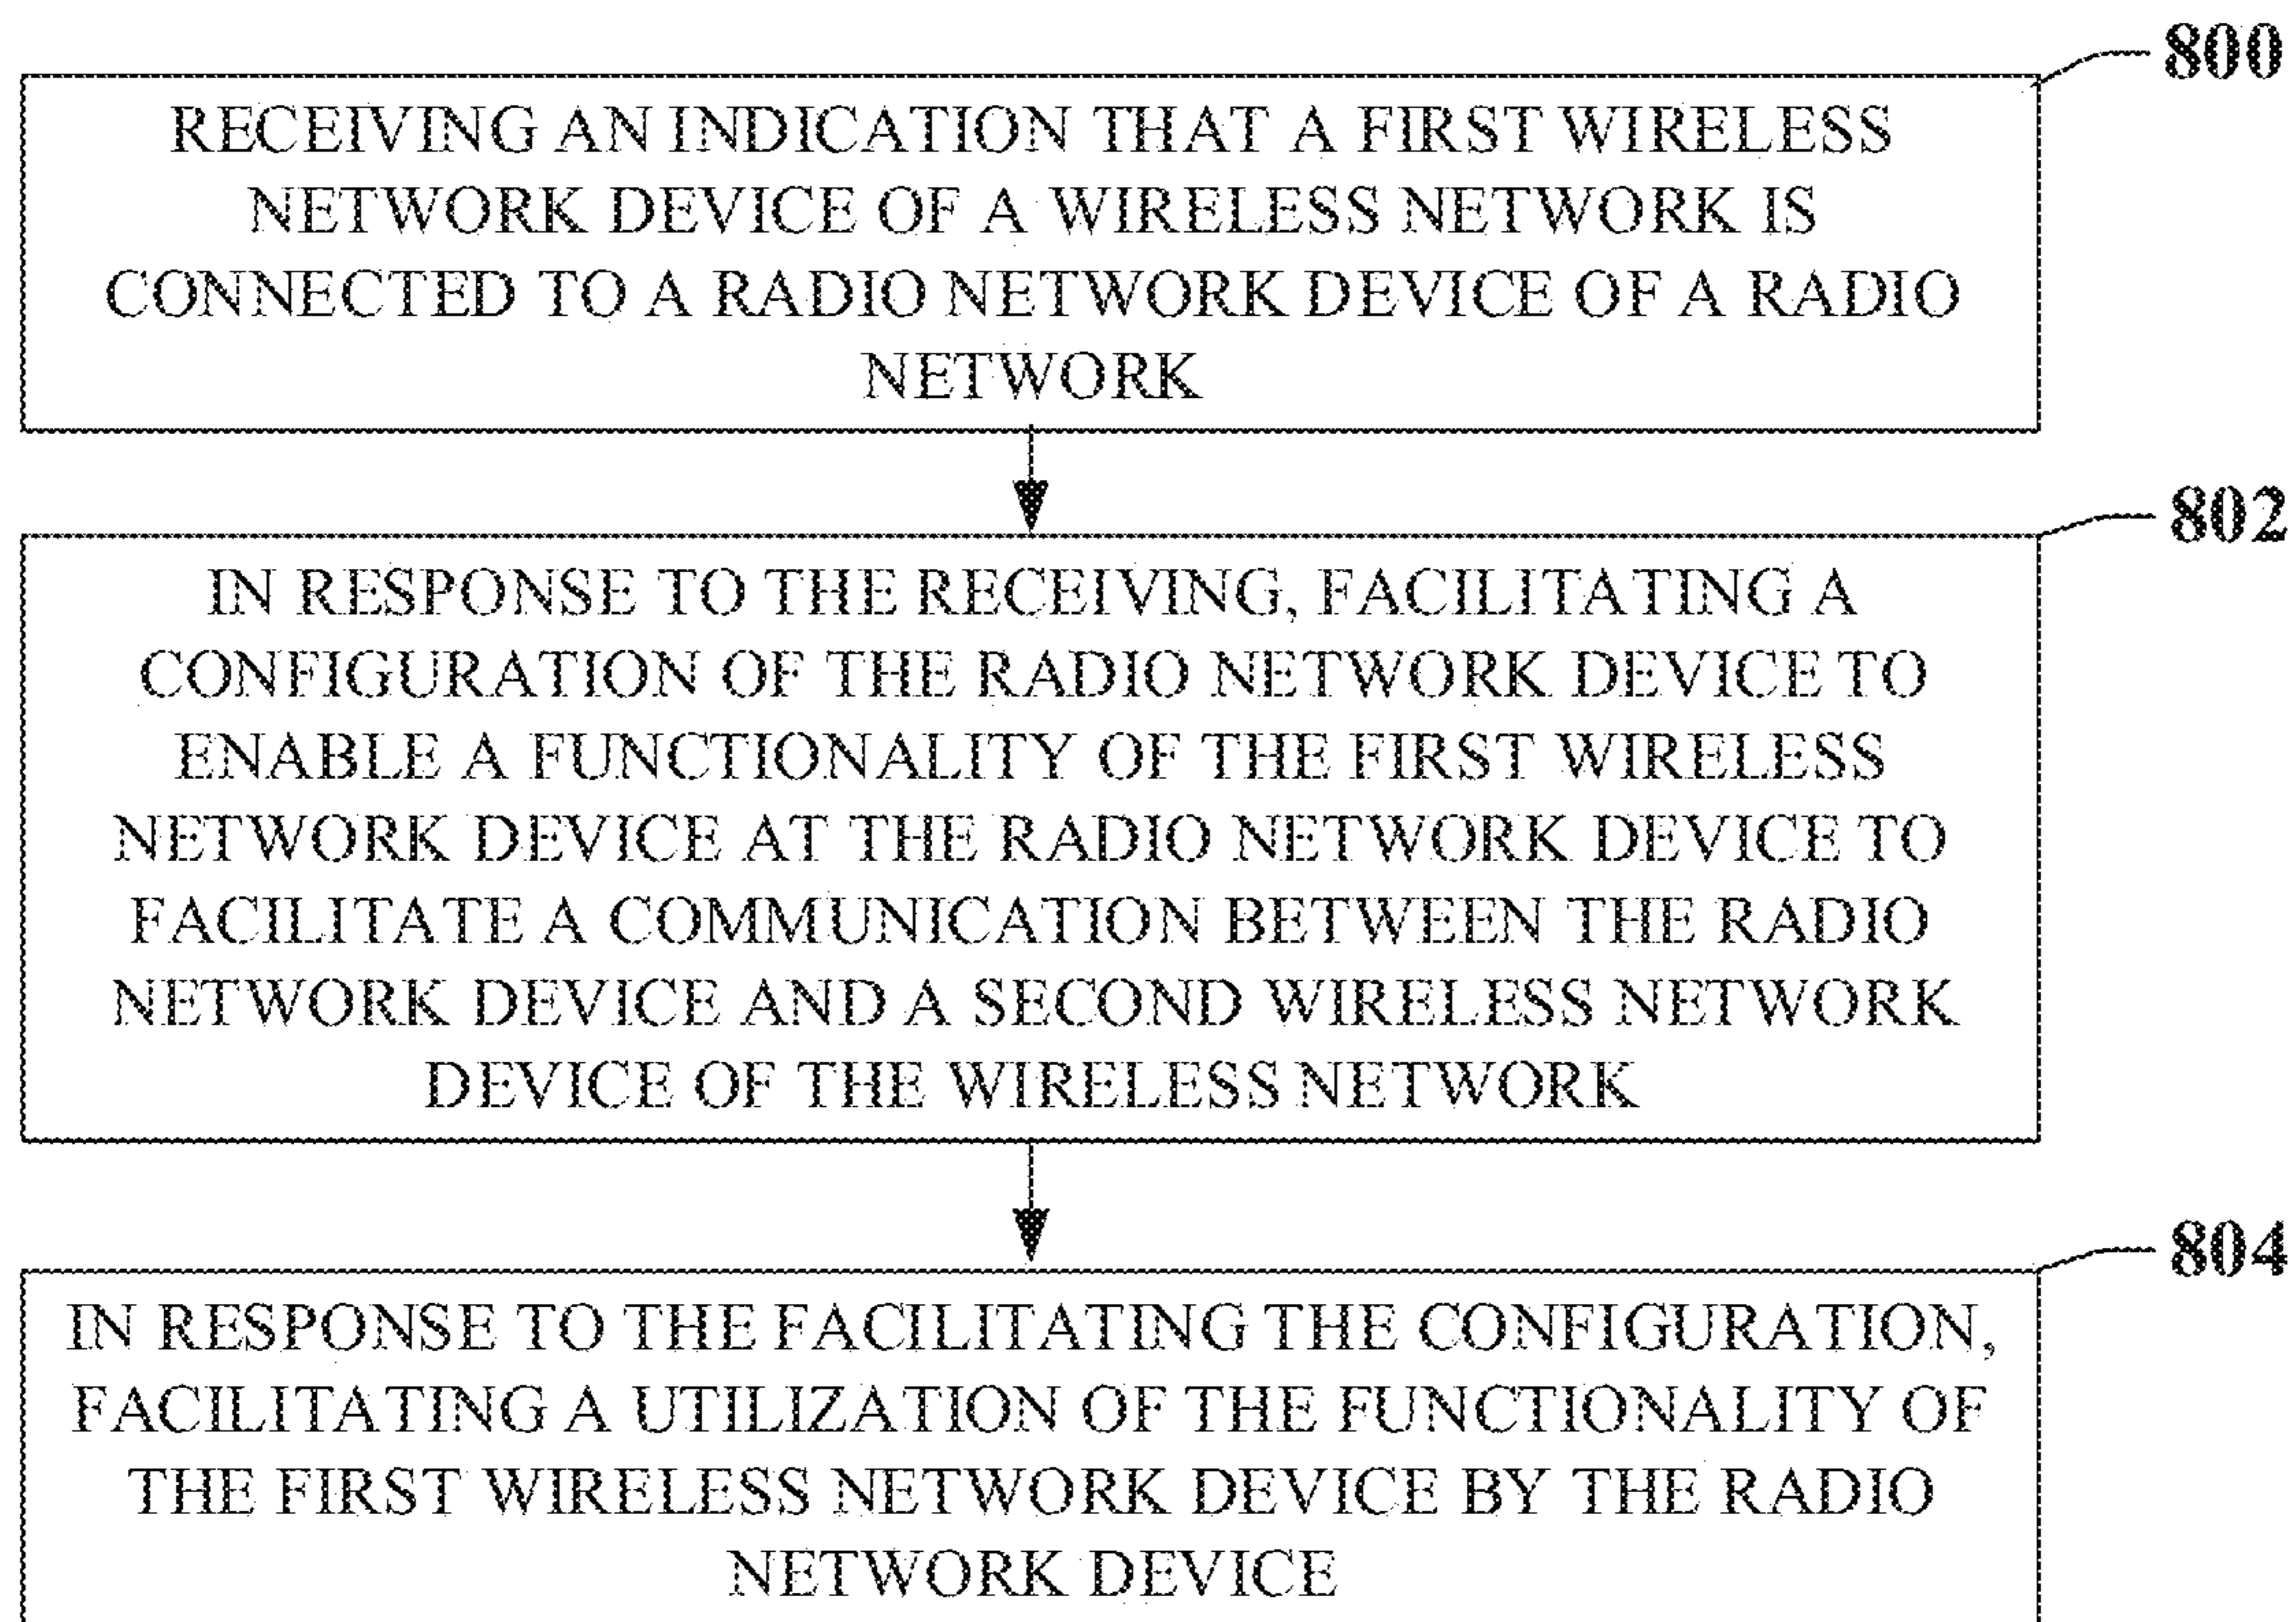 800
RECEIVING AN INDICATION THAT A FIRST WIRELESS
NETWORK DEVICE OF A WIRELESS NETWORK IS
CONNECTED TO A RADIO NETWORK DEVICE OF A RADIO
NETWORK
802
IN RESPONSE TO THE RECEIVING, FACILITATING A
CONFIGURATION OF THE RADIO NETWORK DEVICE TO
ENABLE A FUNCTIONALITY OF THE FIRST WIRELESS
NETWORK DEVICE AT THE RADIO NETWORK DEVICE TO
FACILITATE A COMMUNICATION BETWEEN THE RADIO
NETWORK DEVICE AND A SECOND WIRELESS NETWORK
DEVICE OF THE WIRELESS NETWORK
804
IN RESPONSE TO THE FACILITATING THE CONFIGURATION,
FACILITATING A UTILIZATION OF THE FUNCTIONALITY OF
THE FIRST WIRELESS NETWORK DEVICE BY THE RADIO
NETWORK DEVICE